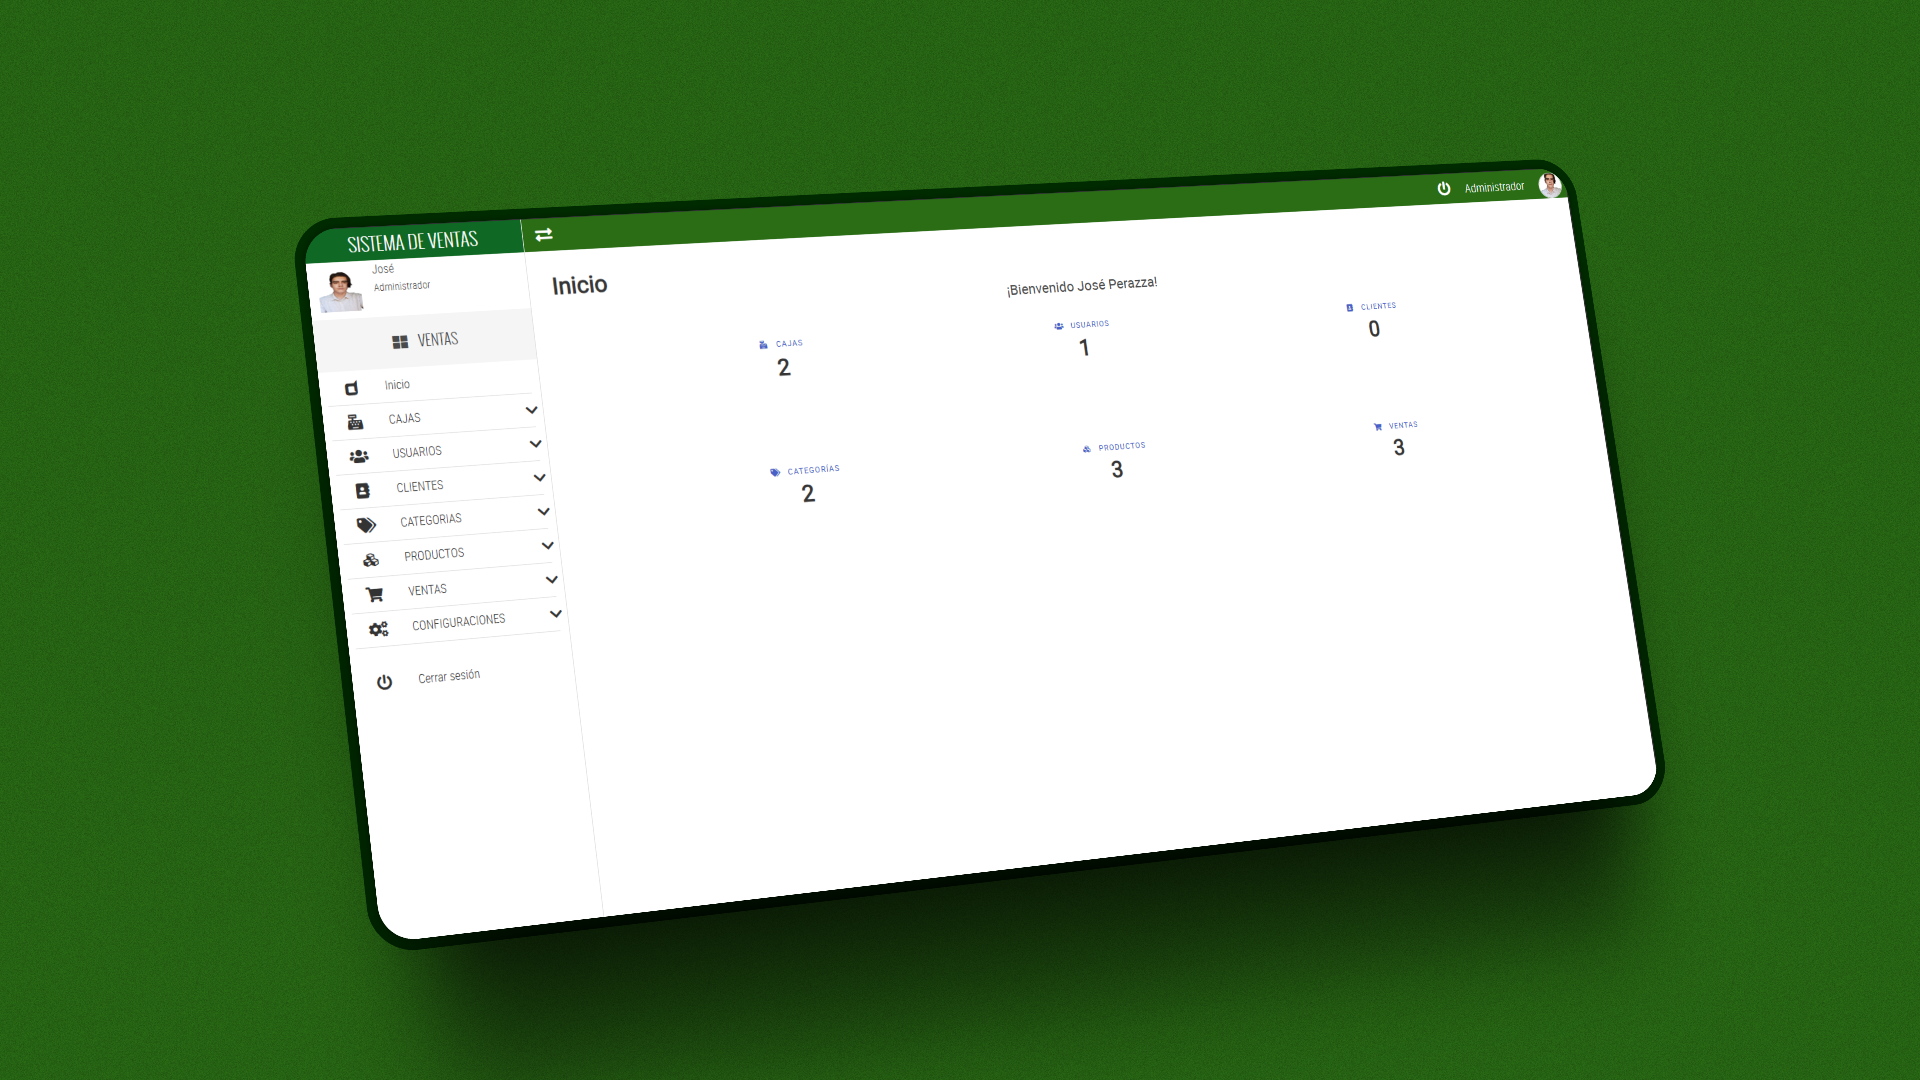 SISTEMA DE VENTAS
Administrador
José
Administrador
VENTAS
Inicio
CAJAS
USUARIOS
CLIENTES
CATEGORIAS
PRODUCTOS
VENTAS
CONFIGURACIONES
Cerrar sesión
Inicio
¡Bienvenido José Perazza!
CAJAS
2
USUARIOS
1
CLIENTES
0
CATEGORÍAS
2
PRODUCTOS
3
VENTAS
3